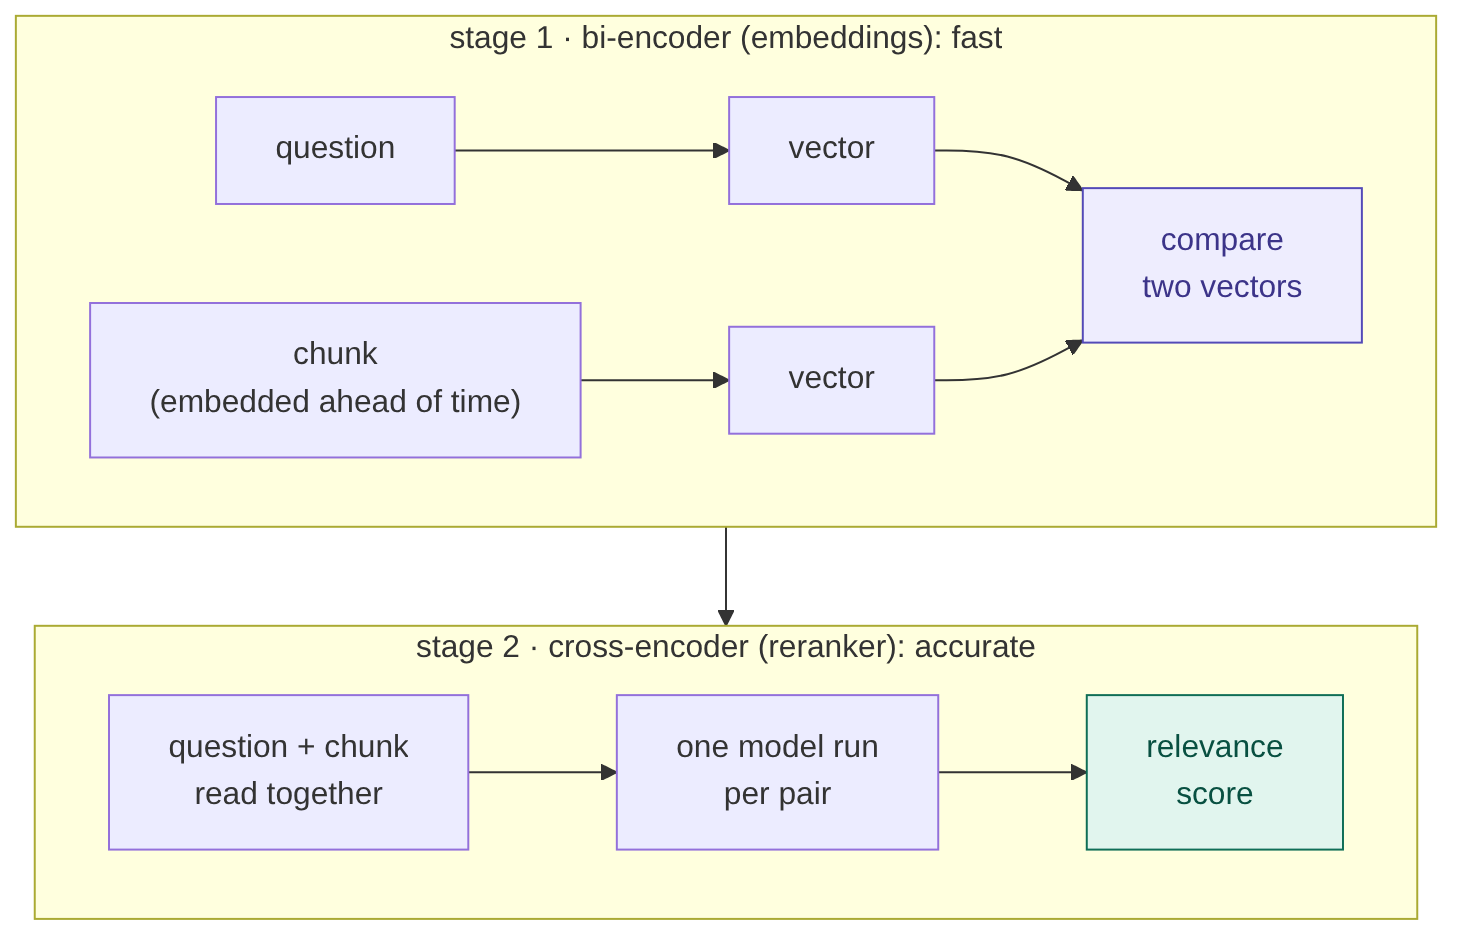 stage 1 · bi-encoder (embeddings): fast
question
vector
compare
two vectors
chunk
(embedded ahead of time)
vector
stage 2 · cross-encoder (reranker): accurate
question + chunk
read together
one model run
per pair
relevance
score